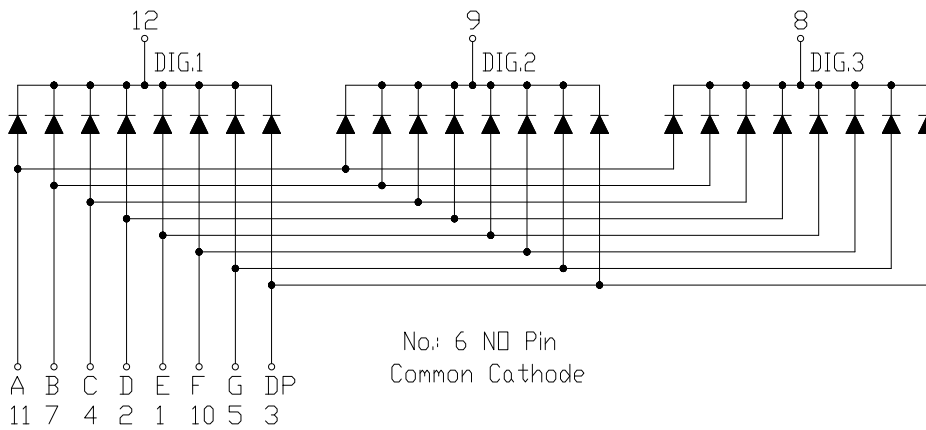 12 9 8
DIG.1 DIG.2 DIG.3
No.: 6 NO Pin
Common Cathode
A B C D E F G DP
11 7 4 2 1 10 5 3